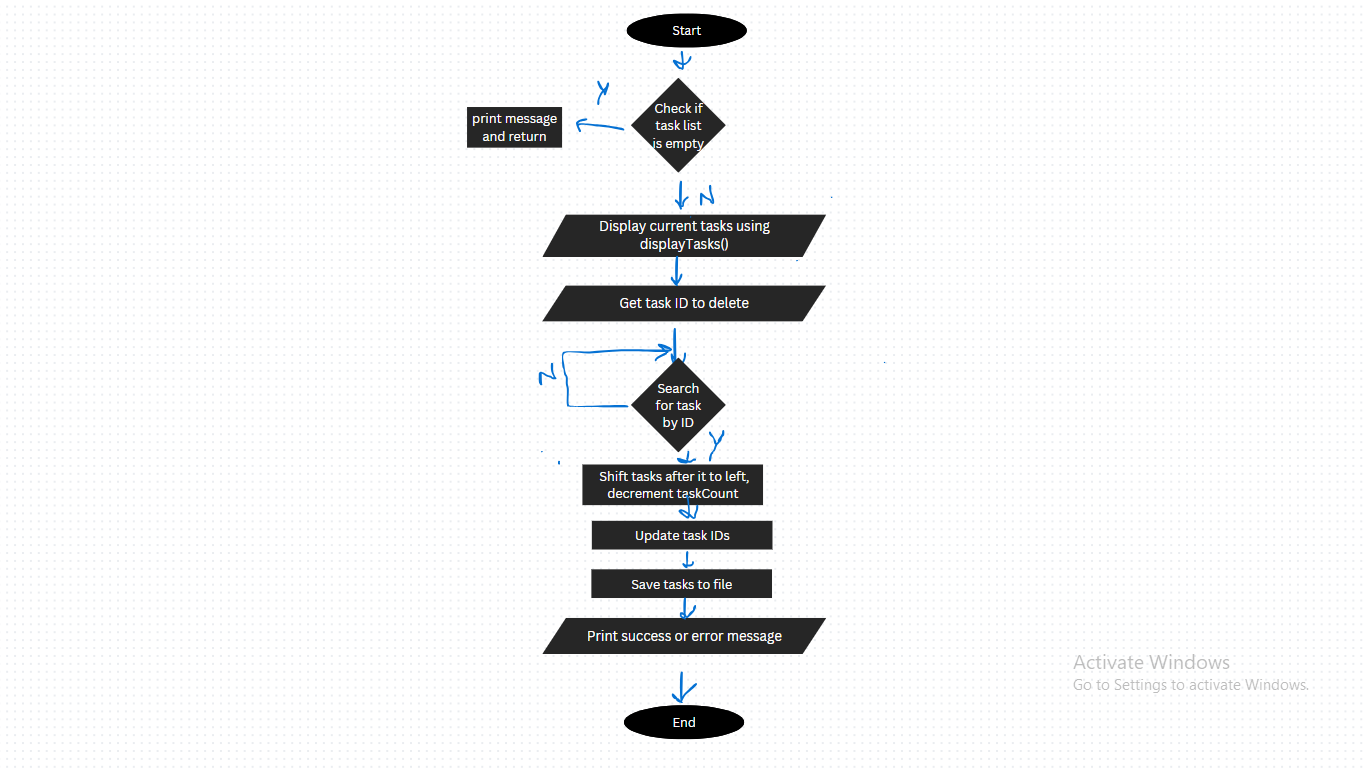 Start
Y
Check if
task list
is empty
print message
and return
N
Display current tasks using
displayTasks()
Get task ID to delete
N
Search
for task
by ID
Y
Shift tasks after it to left,
decrement taskCount
Update task IDs
Save tasks to file
Print success or error message
End
Activate Windows
Go to Settings to activate Windows.